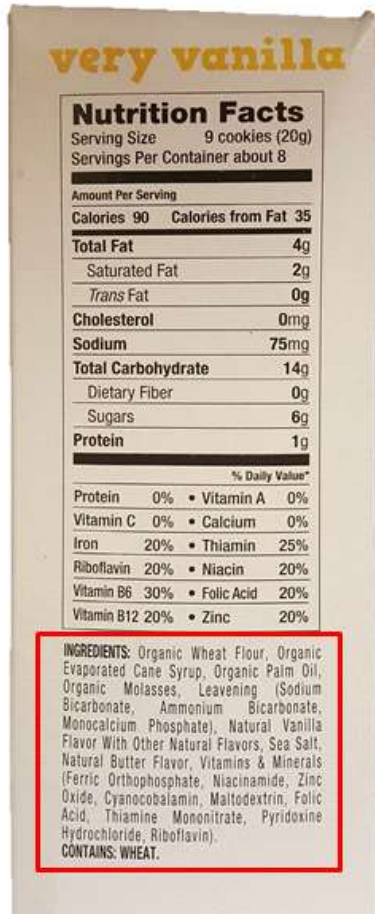 very vanilla
Nutrition Facts
Serving Size 9 cookies (20g)
Servings Per Container about 8
Amount Per Serving
Calories 90 Calories from Fat 35
Total Fat 4g
Saturated Fat 2g
Trans Fat 0g
Cholesterol 0mg
Sodium 75mg
Total Carbohydrate 14g
Dietary Fiber 0g
Sugars 6g
Protein 1g
% Daily Value*
Protein 0% • Vitamin A 0%
Vitamin C 0% • Calcium 0%
Iron 20% • Thiamin 25%
Riboflavin 20% • Niacin 20%
Vitamin B6 30% • Folic Acid 20%
Vitamin B12 20% • Zinc 20%
INGREDIENTS: Organic Wheat Flour, Organic
Evaporated Cane Syrup, Organic Palm Oil,
Organic Molasses, Leavening (Sodium
Bicarbonate, Ammonium Bicarbonate,
Monocalcium Phosphate), Natural Vanilla
Flavor With Other Natural Flavors, Sea Salt,
Natural Butter Flavor, Vitamins & Minerals
(Ferric Orthophosphate, Niacinamide, Zinc
Oxide, Cyanocobalamin, Maltodextrin, Folic
Acid, Thiamine Mononitrate, Pyridoxine
Hydrochloride, Riboflavin).
CONTAINS: WHEAT.